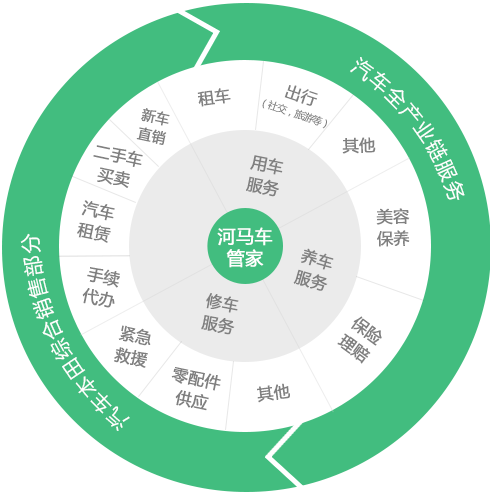 汽车全产业链服务
汽车本田综合销售部分
租车
出行
(社交，旅游等)
其他
美容
保养
保险
理赔
其他
零配件
供应
紧急
救援
手续
代办
汽车
租赁
二手车
买卖
新车
直销
用车
服务
养车
服务
修车
服务
河马车
管家